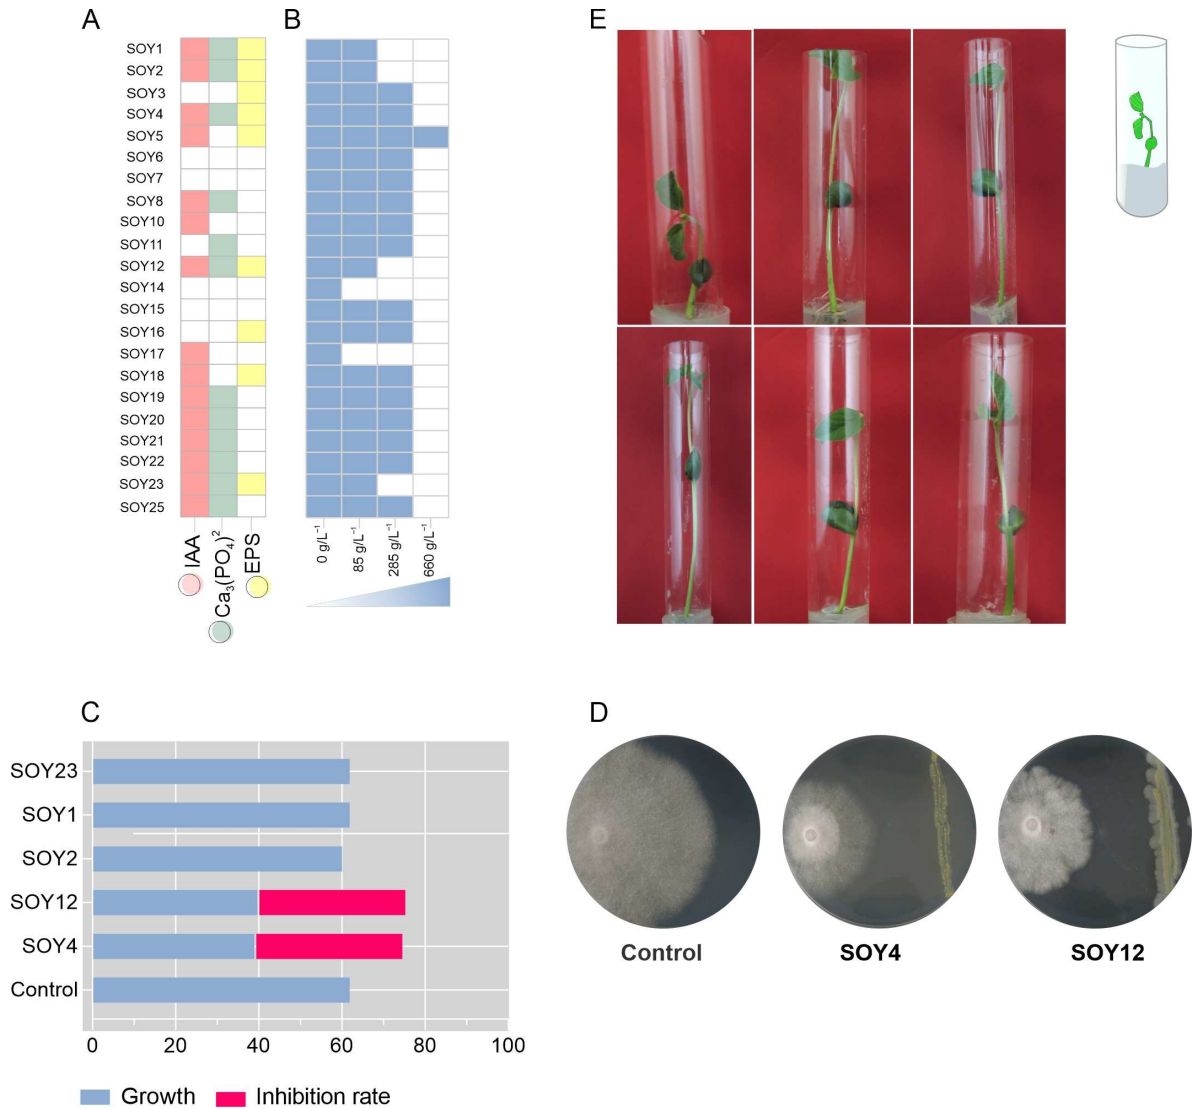 A
B
SOY1
SOY2
SOY3
SOY4
SOY5
SOY6
SOY7
SOY8
SOY10
SOY11
SOY12
SOY14
SOY15
SOY16
SOY17
SOY18
SOY19
SOY20
SOY21
SOY22
SOY23
SOY25
IAA
Ca₃(PO₄)²
EPS
0 g/L⁻¹
85 g/L⁻¹
285 g/L⁻¹
660 g/L⁻¹
E
C
SOY23
SOY1
SOY2
SOY12
SOY4
Control
0 20 40 60 80 100
Growth Inhibition rate
D
Control SOY4 SOY12